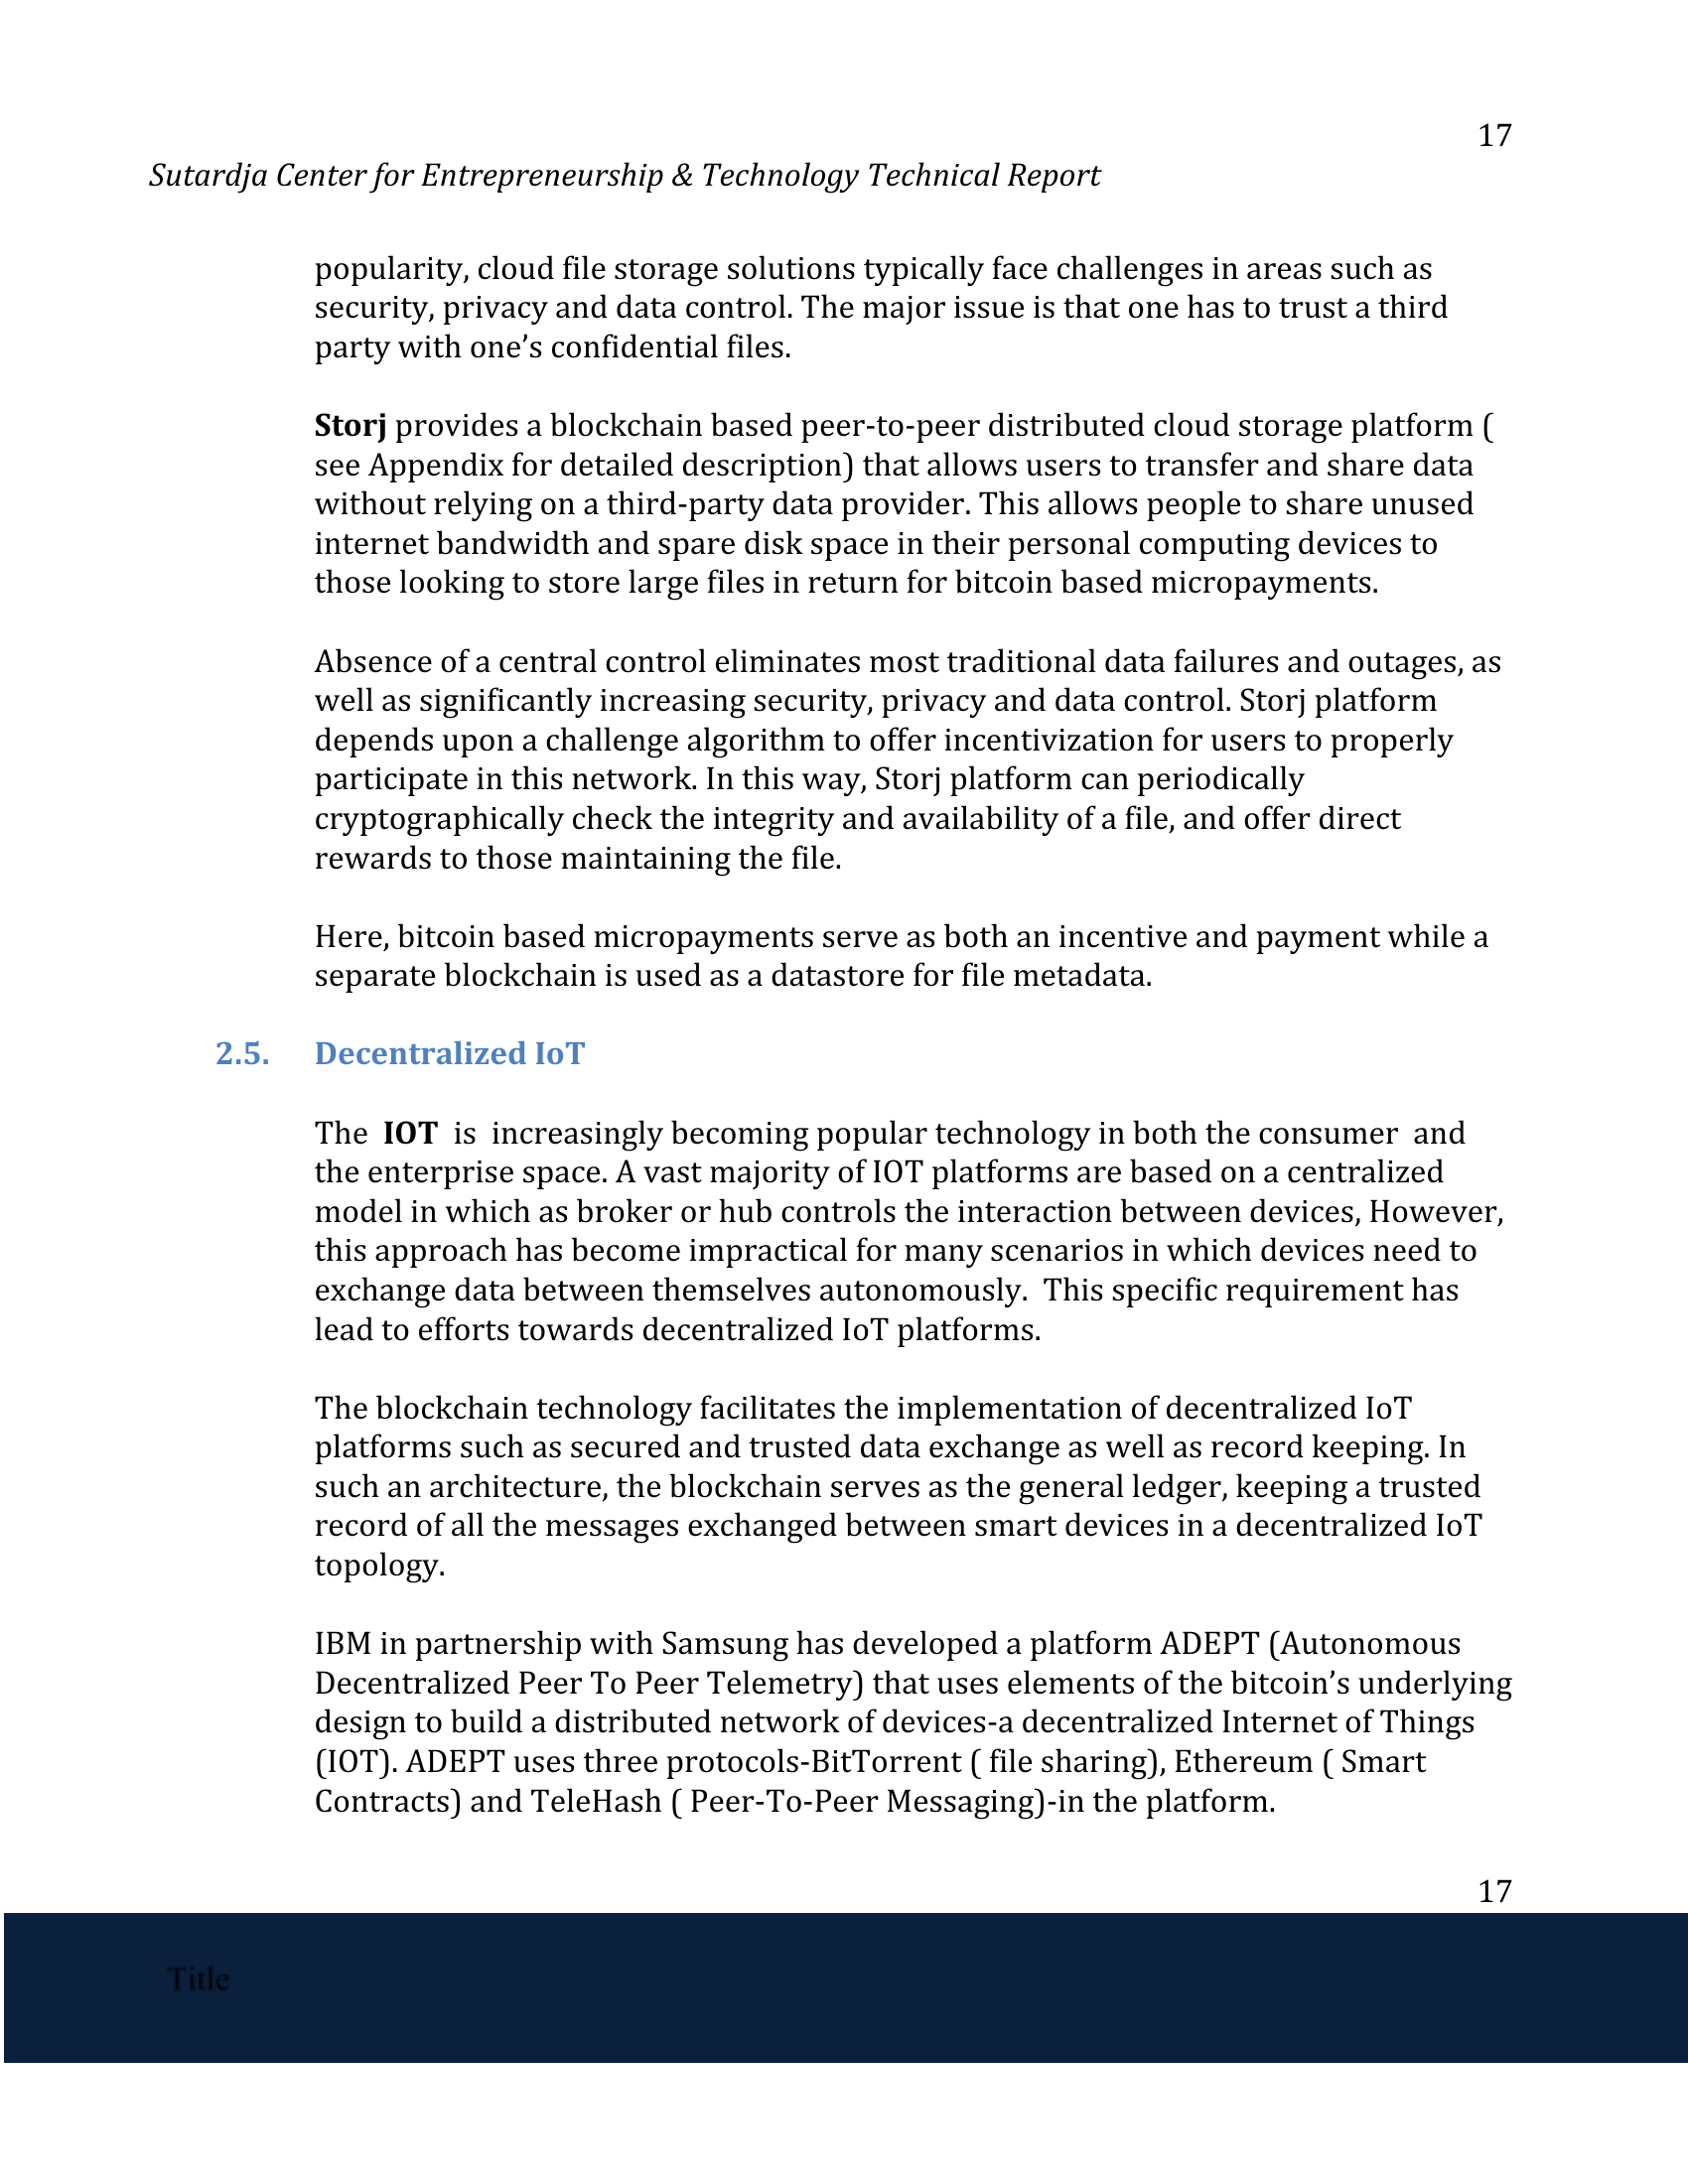 17
Sutardja Center for Entrepreneurship & Technology Technical Report
popularity, cloud file storage solutions typically face challenges in areas such as
security, privacy and data control. The major issue is that one has to trust a third
party with one’s confidential files.
Storj provides a blockchain based peer-to-peer distributed cloud storage platform (
see Appendix for detailed description) that allows users to transfer and share data
without relying on a third-party data provider. This allows people to share unused
internet bandwidth and spare disk space in their personal computing devices to
those looking to store large files in return for bitcoin based micropayments.
Absence of a central control eliminates most traditional data failures and outages, as
well as significantly increasing security, privacy and data control. Storj platform
depends upon a challenge algorithm to offer incentivization for users to properly
participate in this network. In this way, Storj platform can periodically
cryptographically check the integrity and availability of a file, and offer direct
rewards to those maintaining the file.
Here, bitcoin based micropayments serve as both an incentive and payment while a
separate blockchain is used as a datastore for file metadata.
2.5. Decentralized IoT
The IOT is increasingly becoming popular technology in both the consumer and
the enterprise space. A vast majority of IOT platforms are based on a centralized
model in which as broker or hub controls the interaction between devices, However,
this approach has become impractical for many scenarios in which devices need to
exchange data between themselves autonomously. This specific requirement has
lead to efforts towards decentralized IoT platforms.
The blockchain technology facilitates the implementation of decentralized IoT
platforms such as secured and trusted data exchange as well as record keeping. In
such an architecture, the blockchain serves as the general ledger, keeping a trusted
record of all the messages exchanged between smart devices in a decentralized IoT
topology.
IBM in partnership with Samsung has developed a platform ADEPT (Autonomous
Decentralized Peer To Peer Telemetry) that uses elements of the bitcoin’s underlying
design to build a distributed network of devices-a decentralized Internet of Things
(IOT). ADEPT uses three protocols-BitTorrent ( file sharing), Ethereum ( Smart
Contracts) and TeleHash ( Peer-To-Peer Messaging)-in the platform.
17
Title